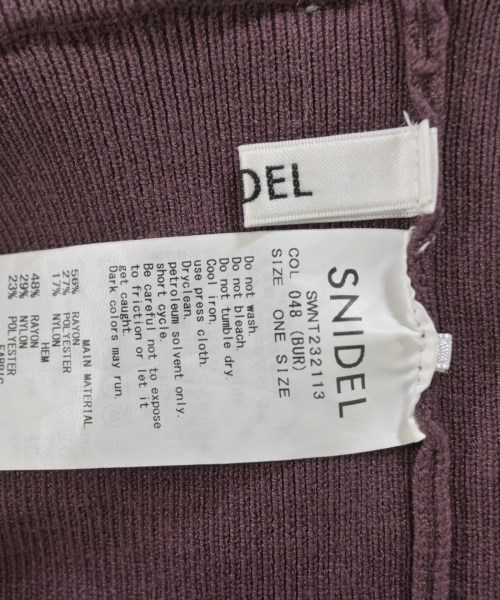 DEL
SNIDEL
SWNT232113
COL 048 (BUR)
SIZE ONE SIZE
Do not wash.
Do not bleach.
Do not tumble dry.
Cool iron.
use press cloth.
Dryclean.
petroleum solvent only.
short cycle.
Be careful not to expose
to friction or let it
get caught.
Dark colors may run.
MAIN MATERIAL
56% RAYON
27% POLYESTER
17% NYLON
HEM
48% RAYON
29% NYLON
23% POLYESTER